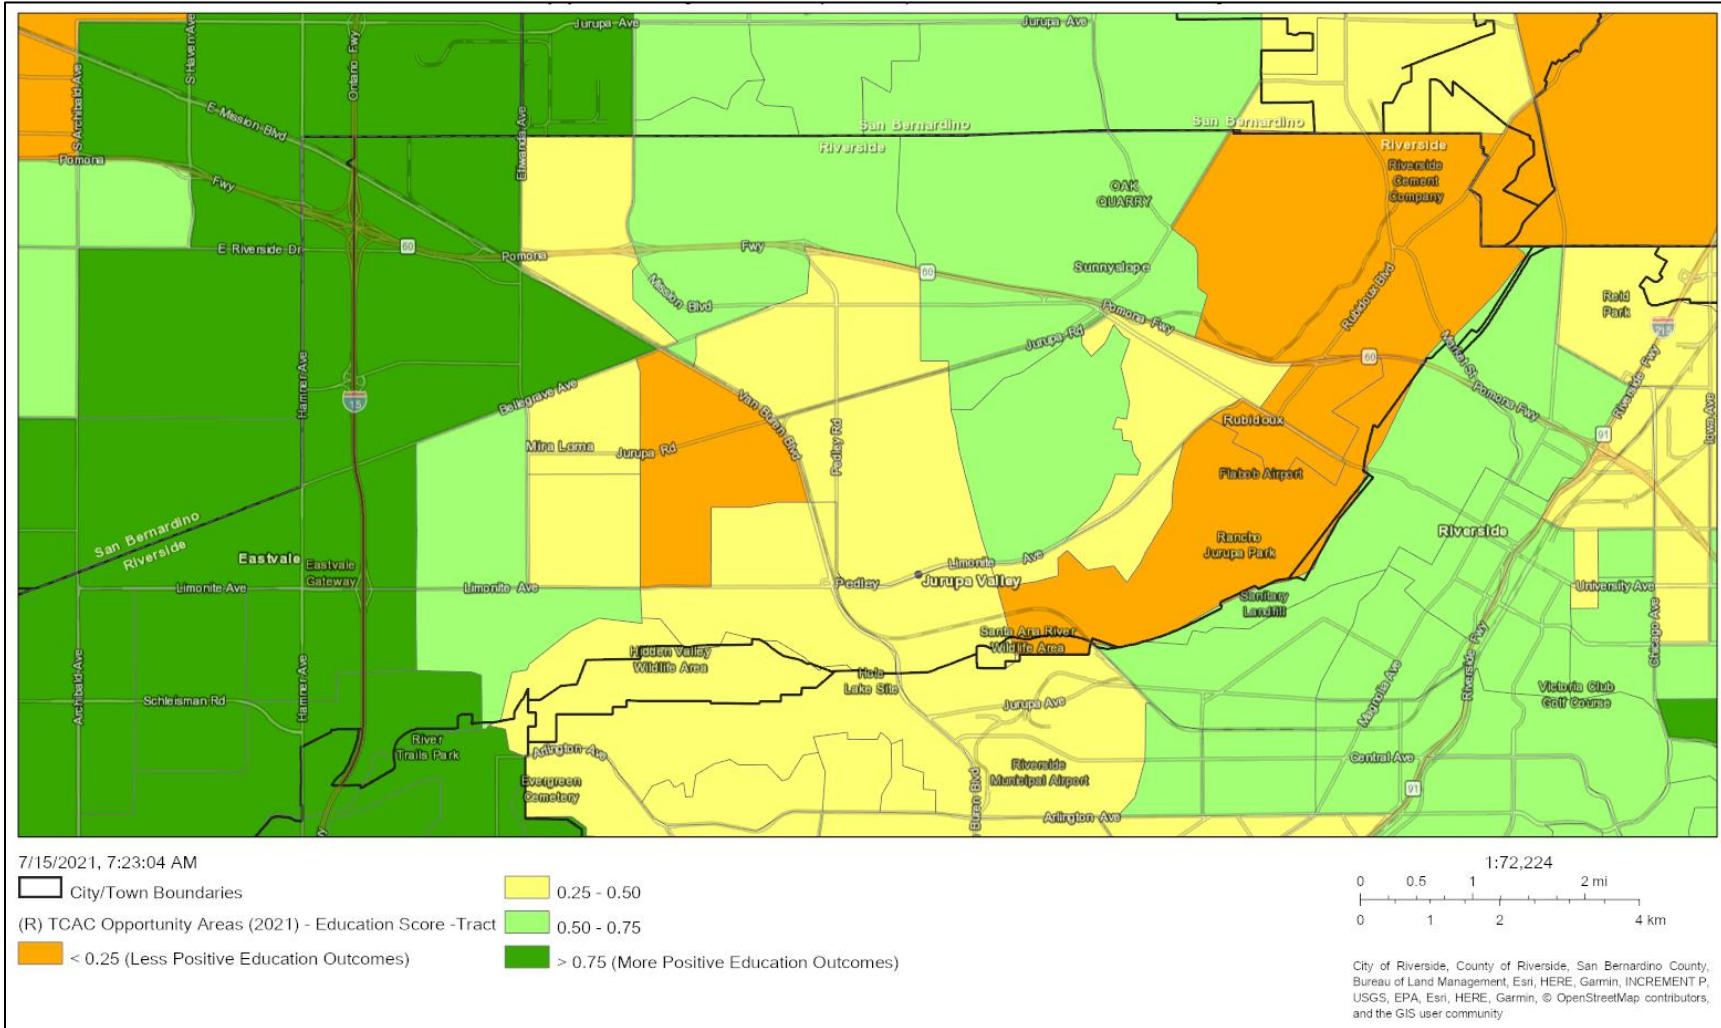 Jurupa Ave
Jurupa Ave
S Haven Ave
Ontario Fwy
S Archibald Ave
E Mission Blvd
Etiwanda Ave
San Bernardino
San Bernardino
Riverside
Riverside
Riverside
Cement
Company
Pomona
Fwy
OAK
QUARRY
E Riverside Dr
60
Pomona
Fwy
60
Sunnyslope
Mission Blvd
Pomona Fwy
Rubidoux Blvd
Reid
Park
Jurupa Rd
60
Market St
Pomona Fwy
Riverside Fwy
Hamner Ave
15
Bellegrave Ave
Van Buren Blvd
Pedley Rd
Rubidoux
91
Iowa Ave
Mira Loma
Jurupa Rd
Flabob Airport
San Bernardino
Riverside
Eastvale
Eastvale
Gateway
Rancho
Jurupa Park
Riverside
Limonite Ave
Limonite Ave
Pedley
Limonite Ave
Jurupa Valley
Sanitary
Landfill
University Ave
Chicago Ave
Archibald Ave
Hamner Ave
Hidden Valley
Wildlife Area
Santa Ana River
Wildlife Area
Riverside Fwy
Magnolia Ave
Schleisman Rd
Hole
Lake Site
Jurupa Ave
Victoria Club
Golf Course
River
Trails Park
Arlington Ave
Central Ave
Evergreen
Cemetery
Riverside
Municipal Airport
Buren Blvd
91
Arlington Ave
7/15/2021, 7:23:04 AM
City/Town Boundaries
(R) TCAC Opportunity Areas (2021) - Education Score -Tract
< 0.25 (Less Positive Education Outcomes)
0.25 - 0.50
0.50 - 0.75
> 0.75 (More Positive Education Outcomes)
1:72,224
0 0.5 1 2 mi
0 1 2 4 km
City of Riverside, County of Riverside, San Bernardino County,
Bureau of Land Management, Esri, HERE, Garmin, INCREMENT P,
USGS, EPA, Esri, HERE, Garmin, © OpenStreetMap contributors,
and the GIS user community